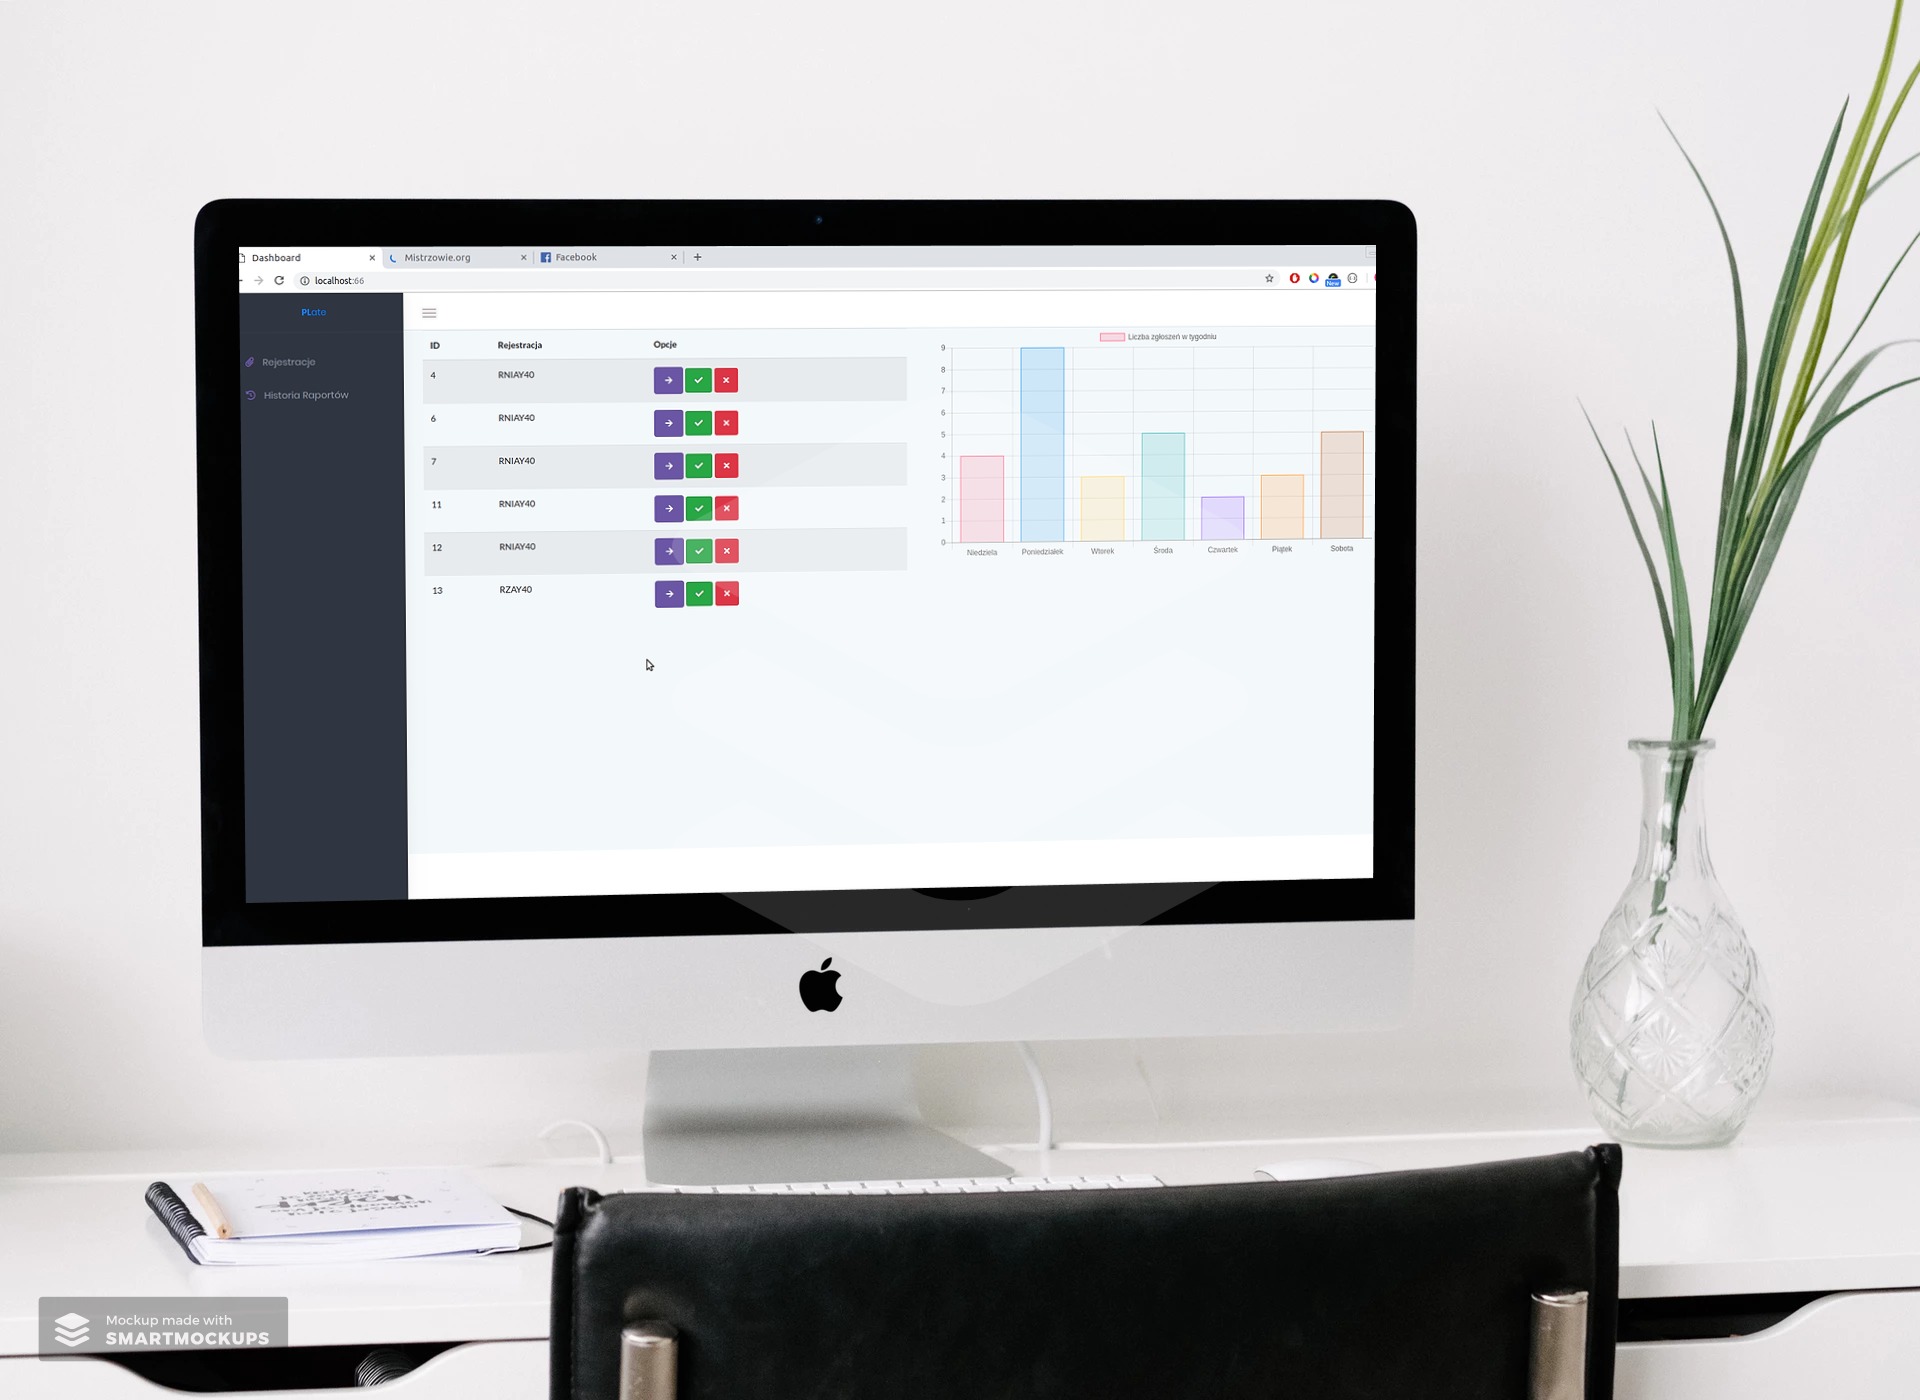 Dashboard
Mistrzowie.org
Facebook
localhost:66
New
PLate
Rejestracje
Historia Raportów
ID Rejestracja Opcje
4 RNIAY40
6 RNIAY40
7 RNIAY40
11 RNIAY40
12 RNIAY40
13 RZAY40
Liczba zgłoszeń w tygodniu
9
8
7
6
5
4
3
2
1
0
Niedziela Poniedziałek Wtorek Środa Czwartek Piątek Sobota
Mockup made with
SMARTMOCKUPS